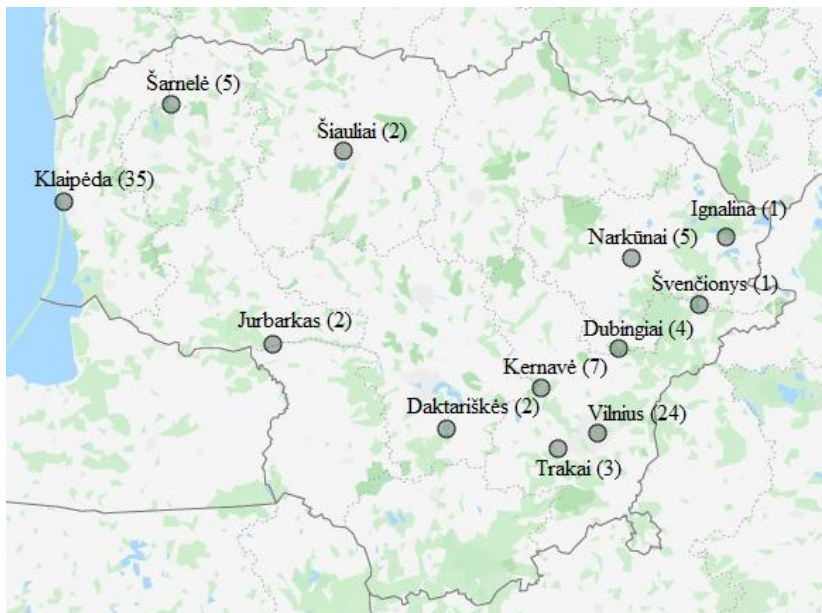 Šarnelė (5)
Šiauliai (2)
Klaipėda (35)
Ignalina (1)
Narkūnai (5)
Švenčionys (1)
Jurbarkas (2)
Dubingiai (4)
Kernavė (7)
Daktariškės (2)
Vilnius (24)
Trakai (3)